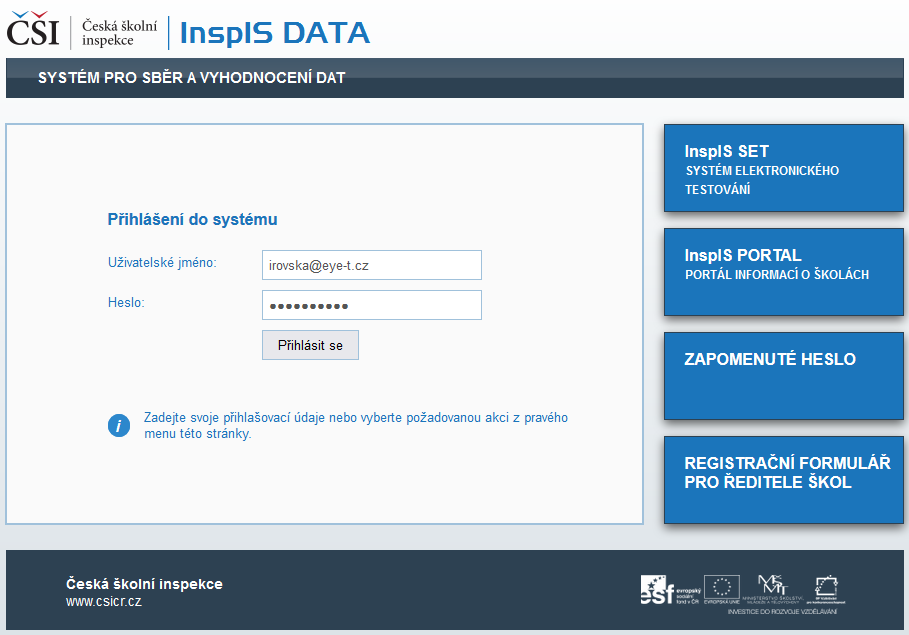 ČŠI
Česká školní
inspekce
InspIS DATA
SYSTÉM PRO SBĚR A VYHODNOCENÍ DAT
Přihlášení do systému
Uživatelské jméno:
irovska@eye-t.cz
Heslo:
Přihlásit se
Zadejte svoje přihlašovací údaje nebo vyberte požadovanou akci z pravého
menu této stránky.
InspIS SET
SYSTÉM ELEKTRONICKÉHO
TESTOVÁNÍ
InspIS PORTAL
PORTÁL INFORMACÍ O ŠKOLÁCH
ZAPOMENUTÉ HESLO
REGISTRAČNÍ FORMULÁŘ
PRO ŘEDITELE ŠKOL
Česká školní inspekce
www.csicr.cz
esf
evropský
sociální
fond v ČR
EVROPSKÁ UNIE
MINISTERSTVO ŠKOLSTVÍ,
MLÁDEŽE A TĚLOVÝCHOVY
INVESTICE DO ROZVOJE VZDĚLÁVÁNÍ